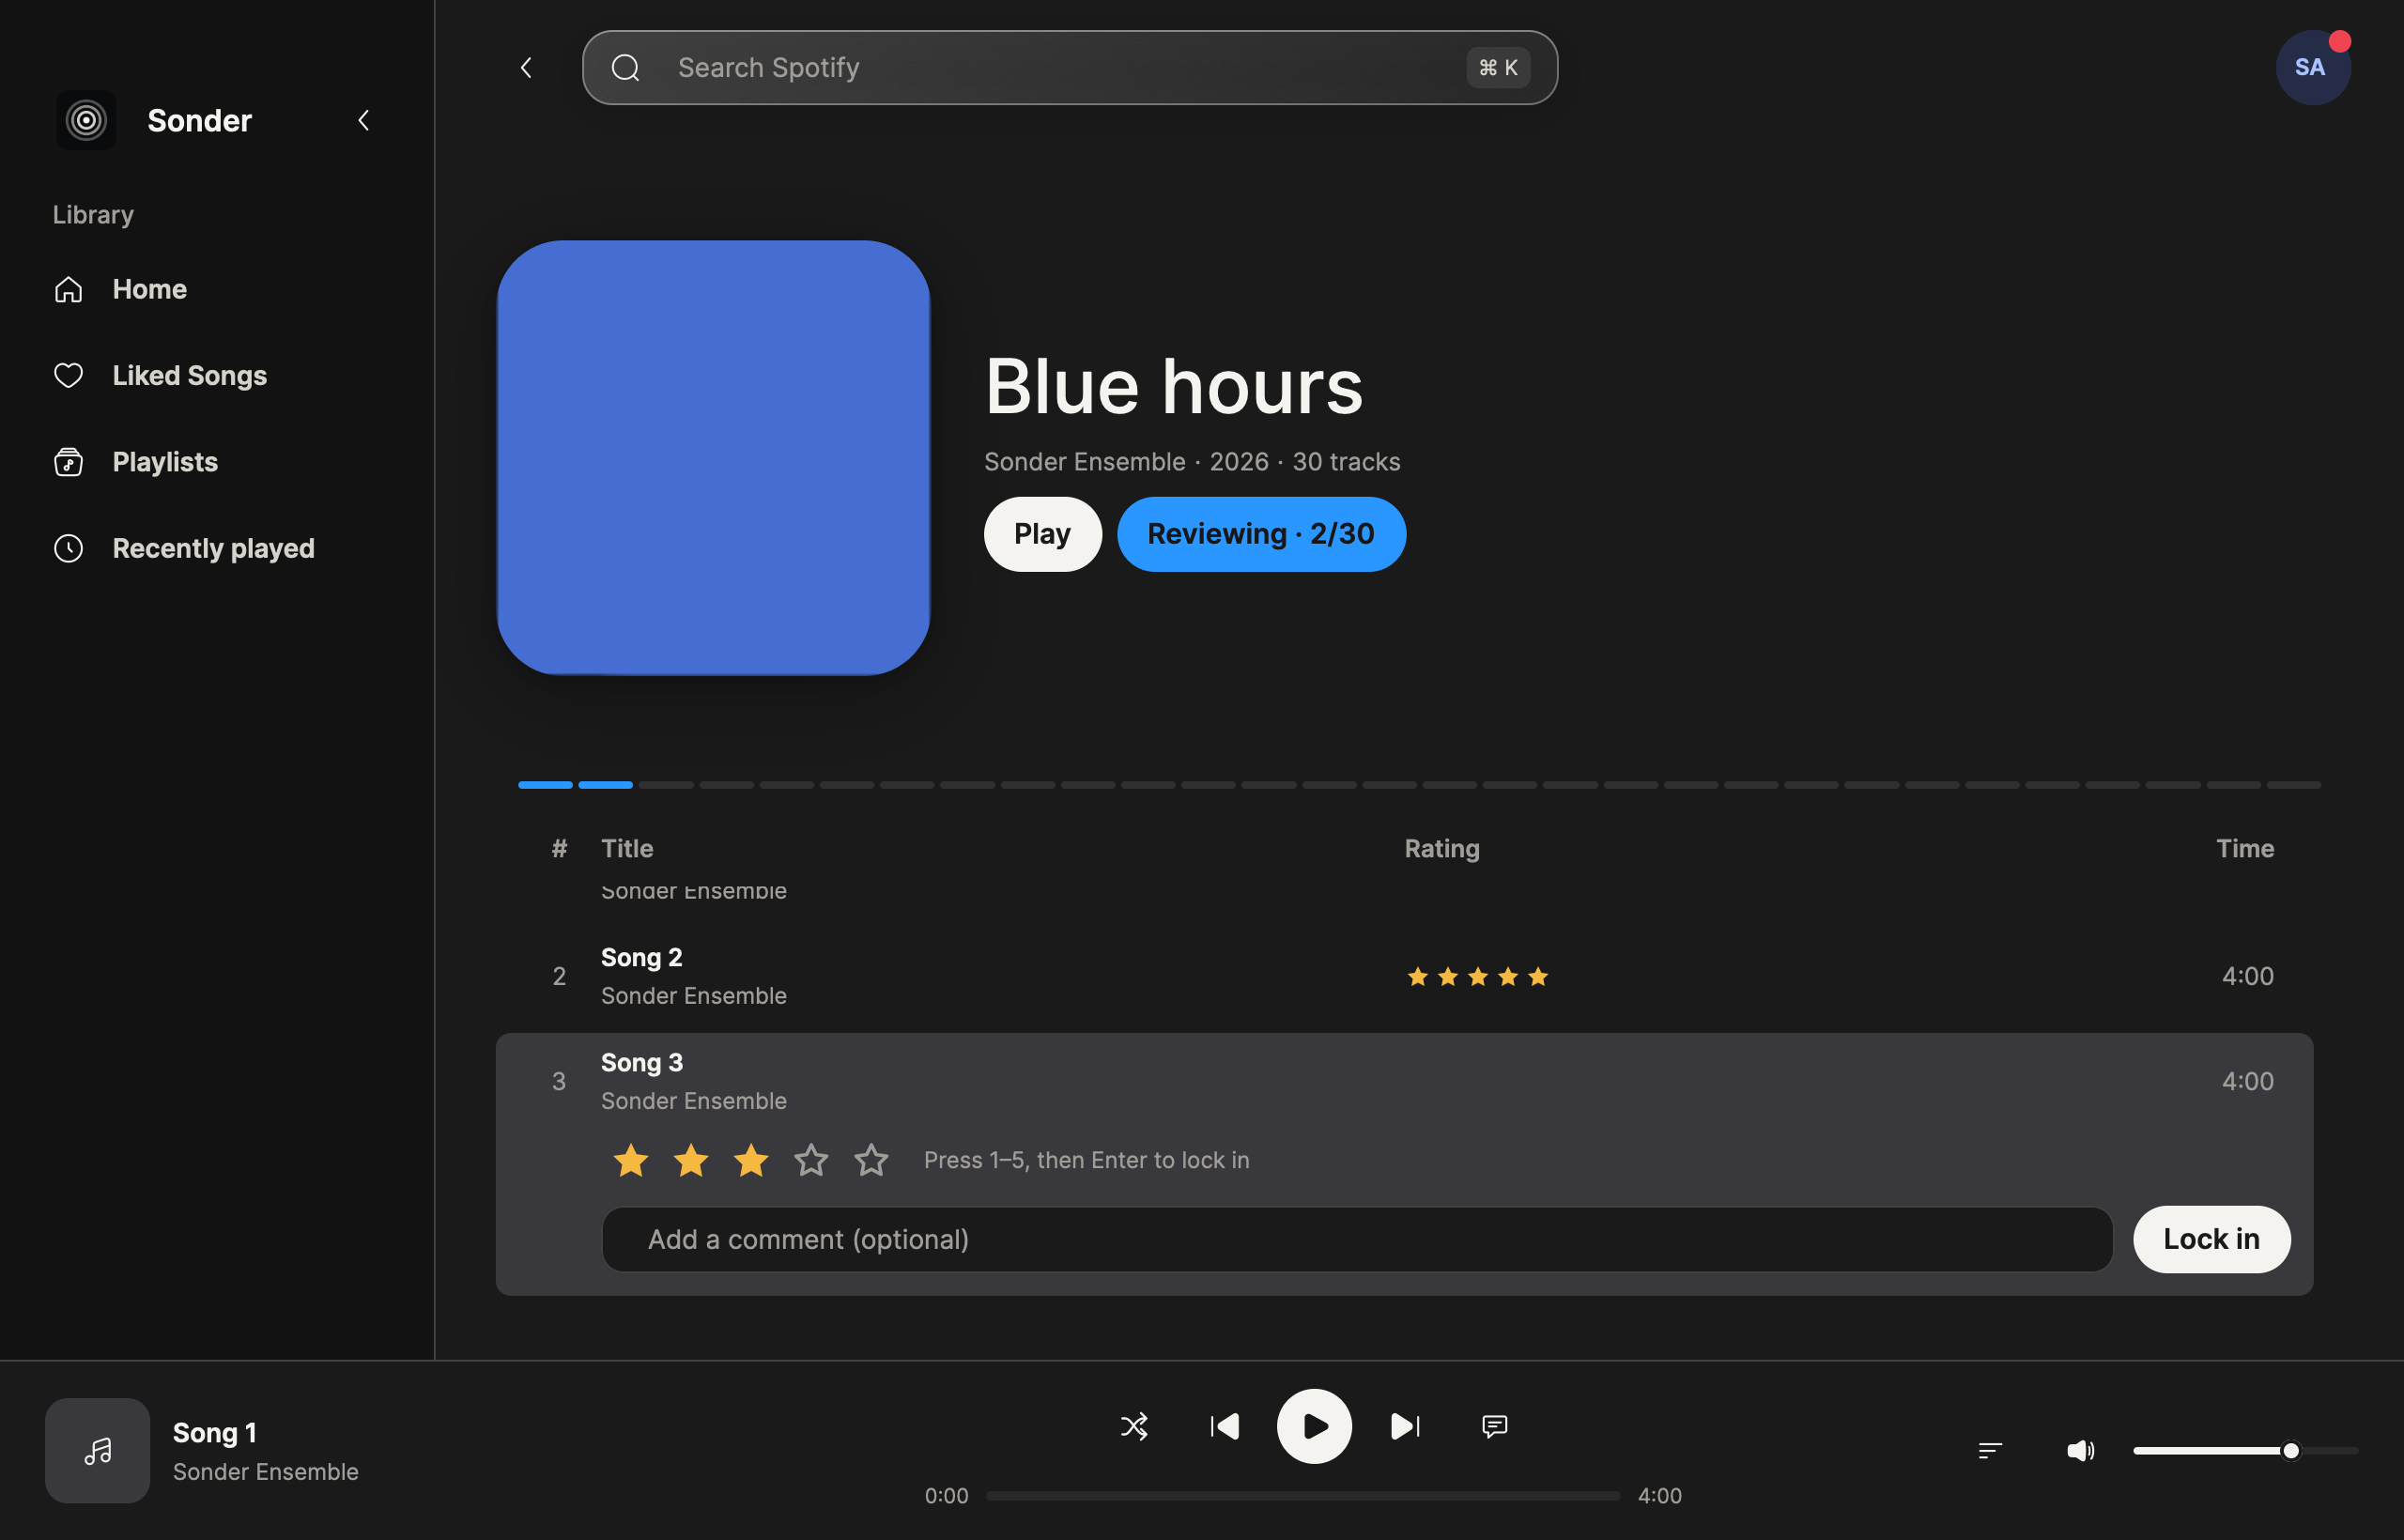 Search Spotify
⌘ K
SA
Sonder
Library
Home
Liked Songs
Playlists
Recently played
Blue hours
Sonder Ensemble · 2026 · 30 tracks
Play
Reviewing · 2/30
# Title Rating Time
Sonder Ensemble
2 Song 2 4:00
Sonder Ensemble
3 Song 3 4:00
Sonder Ensemble
Press 1–5, then Enter to lock in
Add a comment (optional)
Lock in
Song 1
Sonder Ensemble
0:00
4:00